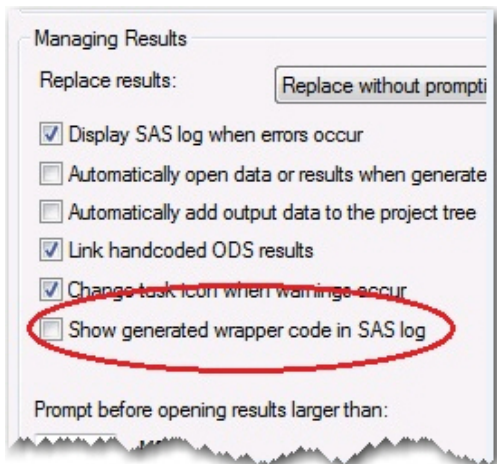 Managing Results
Replace results: Replace without prompti
Display SAS log when errors occur
Automatically open data or results when generate
Automatically add output data to the project tree
Link handcoded ODS results
Change task icon when warnings occur
Show generated wrapper code in SAS log
Prompt before opening results larger than: